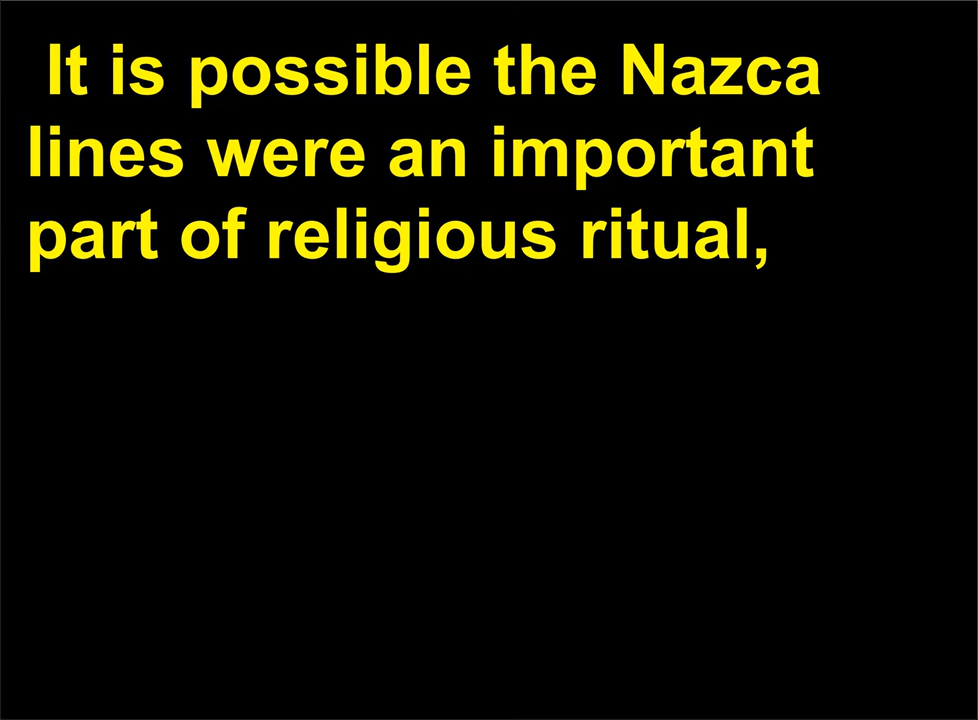 It is possible the Nazca
lines were an important
part of religious ritual,